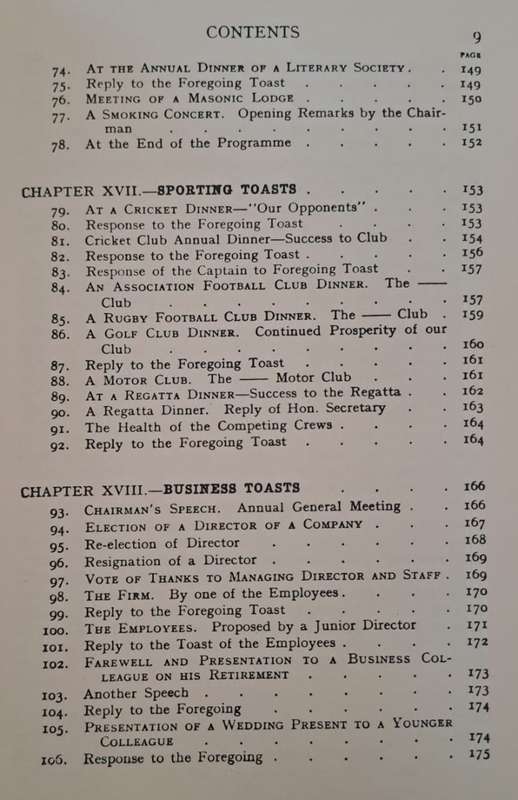 CONTENTS 9
PAGE
74. At the Annual Dinner of a Literary Society . . 149
75. Reply to the Foregoing Toast . . . . . 149
76. Meeting of a Masonic Lodge . . . . . 150
77. A Smoking Concert. Opening Remarks by the Chair-
man . . . . . . . . . 151
78. At the End of the Programme . . . . . 152
CHAPTER XVII.—SPORTING TOASTS . . . . . 153
79. At a Cricket Dinner—"Our Opponents" . . . 153
80. Response to the Foregoing Toast . . . . 153
81. Cricket Club Annual Dinner—Success to Club . . 154
82. Response to the Foregoing Toast . . . . . 156
83. Response of the Captain to Foregoing Toast . . 157
84. An Association Football Club Dinner. The ——
Club . . . . . . . . . 157
85. A Rugby Football Club Dinner. The —— Club . 159
86. A Golf Club Dinner. Continued Prosperity of our
Club . . . . . . . . . 160
87. Reply to the Foregoing Toast . . . . . 161
88. A Motor Club. The —— Motor Club . . . 161
89. At a Regatta Dinner—Success to the Regatta . . 162
90. A Regatta Dinner. Reply of Hon. Secretary . . 163
91. The Health of the Competing Crews . . . . 164
92. Reply to the Foregoing Toast . . . . . 164
CHAPTER XVIII.—BUSINESS TOASTS . . . . 166
93. Chairman's Speech. Annual General Meeting . . 166
94. Election of a Director of a Company . . . 167
95. Re-election of Director . . . . . . 168
96. Resignation of a Director . . . . . . 169
97. Vote of Thanks to Managing Director and Staff . 169
98. The Firm. By one of the Employees . . . . 170
99. Reply to the Foregoing Toast . . . . . 170
100. The Employees. Proposed by a Junior Director . 171
101. Reply to the Toast of the Employees . . . . 172
102. Farewell and Presentation to a Business Col-
league on his Retirement . . . . . 173
103. Another Speech . . . . . . . . 173
104. Reply to the Foregoing . . . . . . 174
105. Presentation of a Wedding Present to a Younger
Colleague . . . . . . . . 174
106. Response to the Foregoing . . . . . . 175